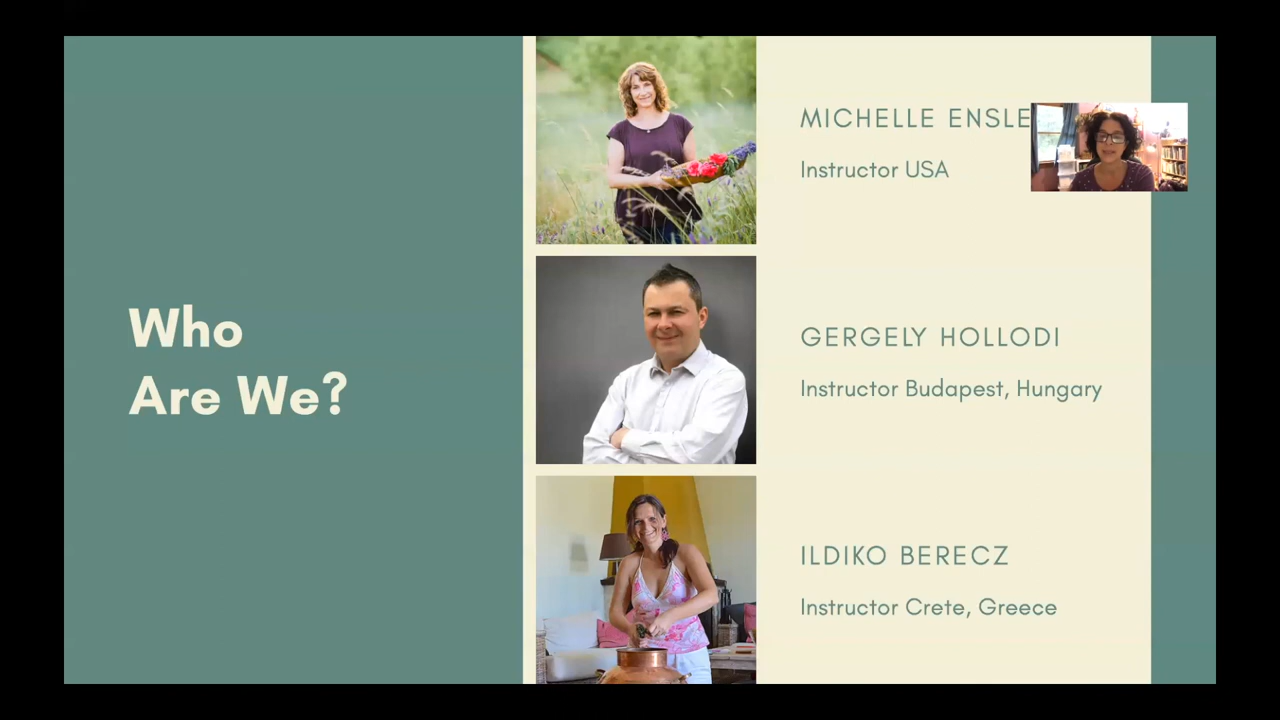 Who
Are We?
MICHELLE ENSLE
Instructor USA
GERGELY HOLLODI
Instructor Budapest, Hungary
ILDIKO BERECZ
Instructor Crete, Greece